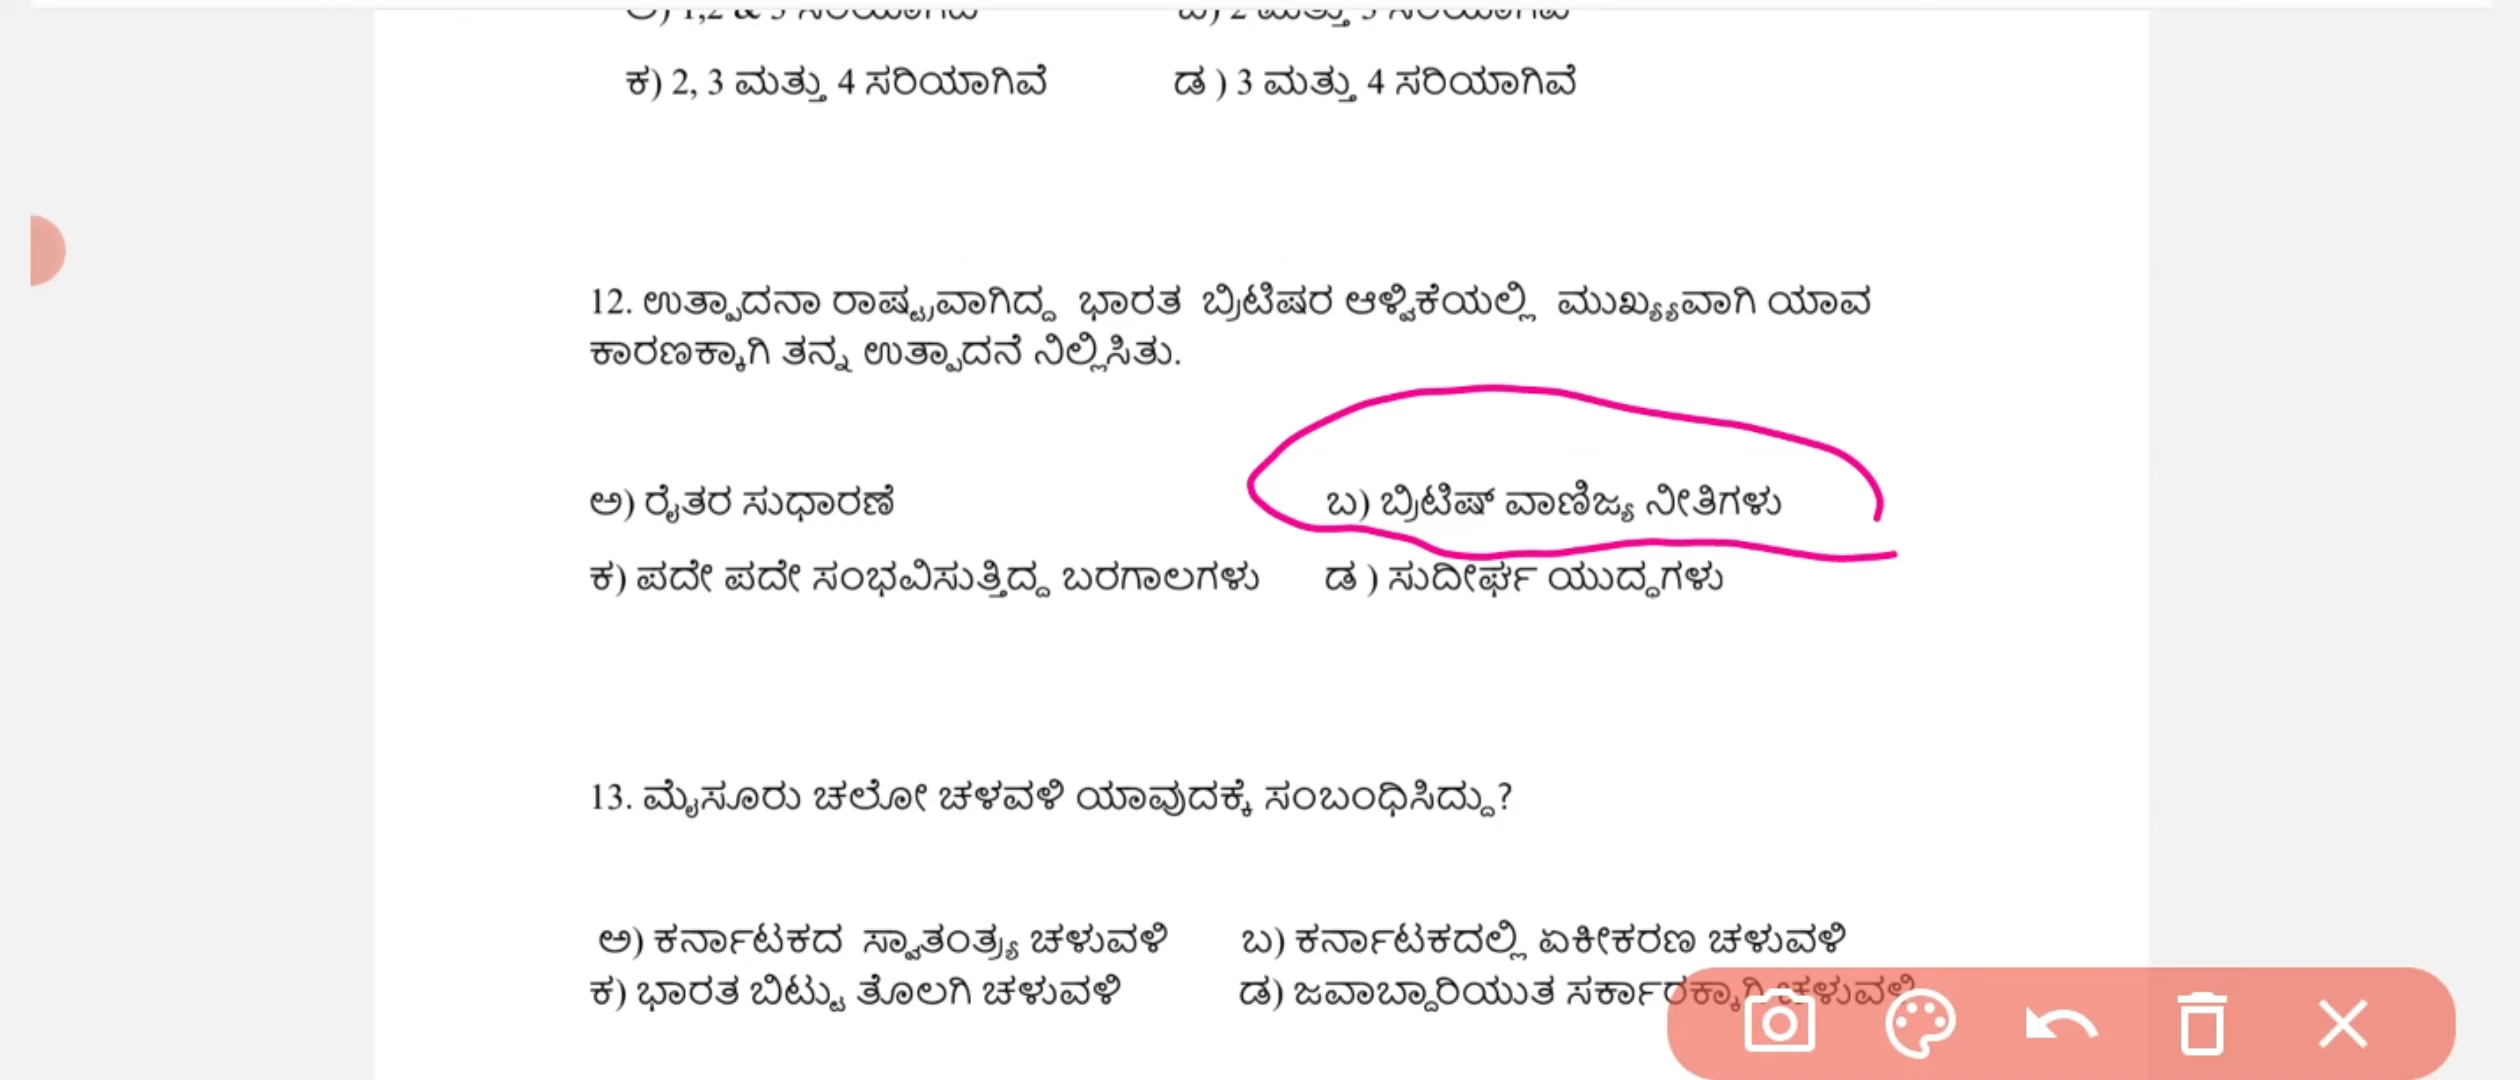 ಕ) 2, 3 ಮತ್ತು 4 ಸರಿಯಾಗಿವೆ ಡ ) 3 ಮತ್ತು 4 ಸರಿಯಾಗಿವೆ
12. ಉತ್ಪಾದನಾ ರಾಷ್ಟ್ರವಾಗಿದ್ದ ಭಾರತ ಬ್ರಿಟಿಷರ ಆಳ್ವಿಕೆಯಲ್ಲಿ ಮುಖ್ಯ್ಯವಾಗಿ ಯಾವ
ಕಾರಣಕ್ಕಾಗಿ ತನ್ನ ಉತ್ಪಾದನೆ ನಿಲ್ಲಿಸಿತು.
ಅ) ರೈತರ ಸುಧಾರಣೆ ಬ) ಬ್ರಿಟಿಷ್ ವಾಣಿಜ್ಯ ನೀತಿಗಳು
ಕ) ಪದೇ ಪದೇ ಸಂಭವಿಸುತ್ತಿದ್ದ ಬರಗಾಲಗಳು ಡ ) ಸುದೀರ್ಘ ಯುದ್ಧಗಳು
13. ಮೈಸೂರು ಚಲೋ ಚಳವಳಿ ಯಾವುದಕ್ಕೆ ಸಂಬಂಧಿಸಿದ್ದು?
ಅ) ಕರ್ನಾಟಕದ ಸ್ವಾತಂತ್ರ್ಯ ಚಳುವಳಿ ಬ) ಕರ್ನಾಟಕದಲ್ಲಿ ಏಕೀಕರಣ ಚಳುವಳಿ
ಕ) ಭಾರತ ಬಿಟ್ಟು ತೊಲಗಿ ಚಳುವಳಿ ಡ) ಜವಾಬ್ದಾರಿಯುತ ಸರ್ಕಾರಕ್ಕಾಗಿ ಚಳುವಳಿ